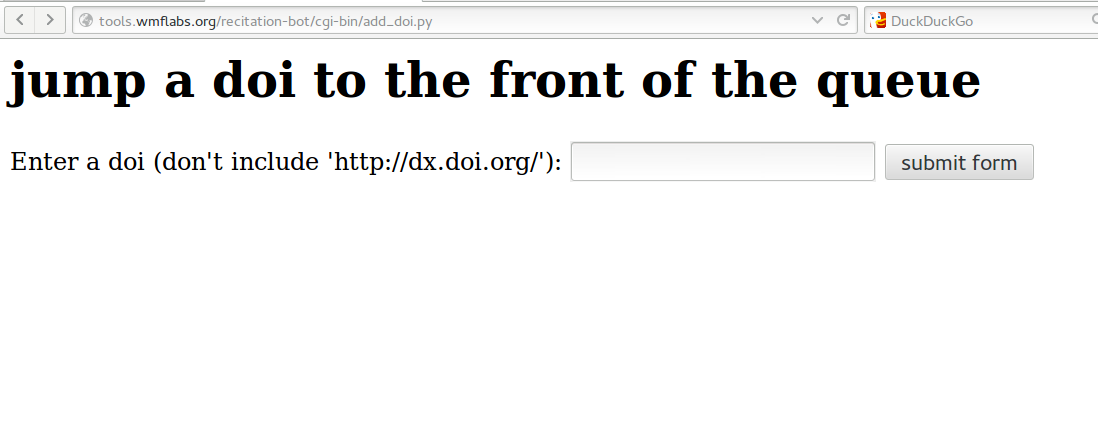 tools.wmflabs.org/recitation-bot/cgi-bin/add_doi.py DuckDuckGo
jump a doi to the front of the queue
Enter a doi (don't include 'http://dx.doi.org/'): submit form